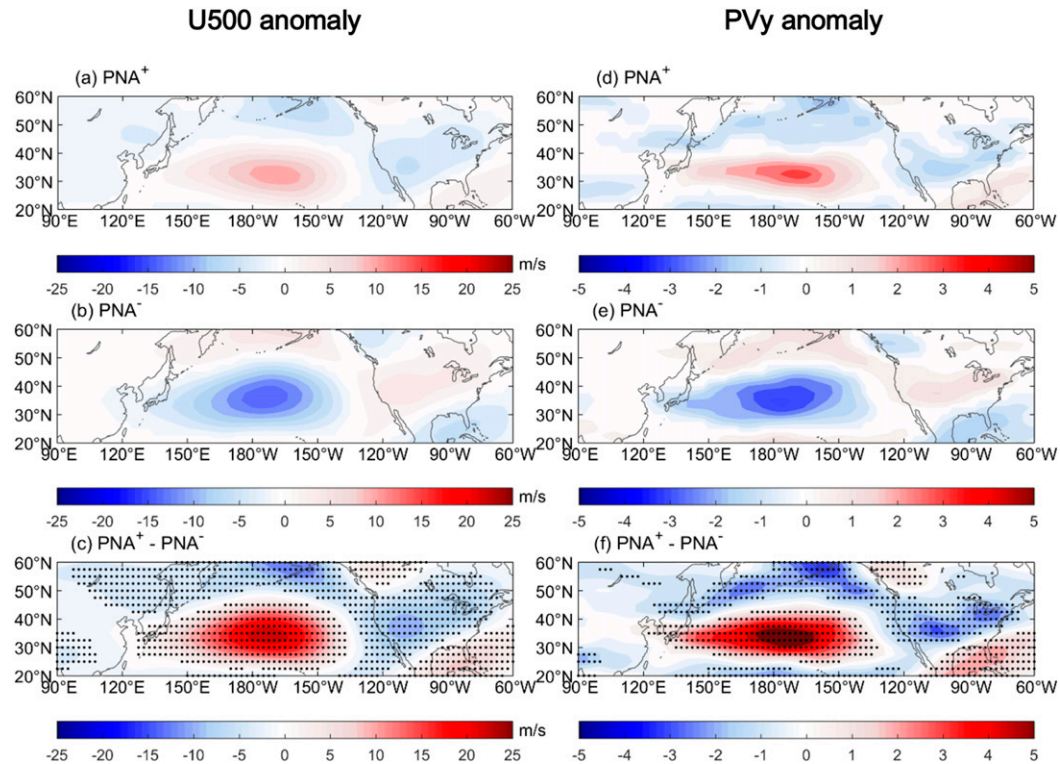 U500 anomaly PVy anomaly
(a) PNA+ (d) PNA+
60°N 60°N
50°N 50°N
40°N 40°N
30°N 30°N
20°N 20°N
90°E 120°E 150°E 180°W 150°W 120°W 90°W 60°W 90°E 120°E 150°E 180°W 150°W 120°W 90°W 60°W
m/s
-25 -20 -15 -10 -5 0 5 10 15 20 25 -5 -4 -3 -2 -1 0 1 2 3 4 5
(b) PNA- (e) PNA-
60°N 60°N
50°N 50°N
40°N 40°N
30°N 30°N
20°N 20°N
90°E 120°E 150°E 180°W 150°W 120°W 90°W 60°W 90°E 120°E 150°E 180°W 150°W 120°W 90°W 60°W
m/s
-25 -20 -15 -10 -5 0 5 10 15 20 25 -5 -4 -3 -2 -1 0 1 2 3 4 5
(c) PNA+ - PNA- (f) PNA+ - PNA-
60°N 60°N
50°N 50°N
40°N 40°N
30°N 30°N
20°N 20°N
90°E 120°E 150°E 180°W 150°W 120°W 90°W 60°W 90°E 120°E 150°E 180°W 150°W 120°W 90°W 60°W
m/s
-25 -20 -15 -10 -5 0 5 10 15 20 25 -5 -4 -3 -2 -1 0 1 2 3 4 5